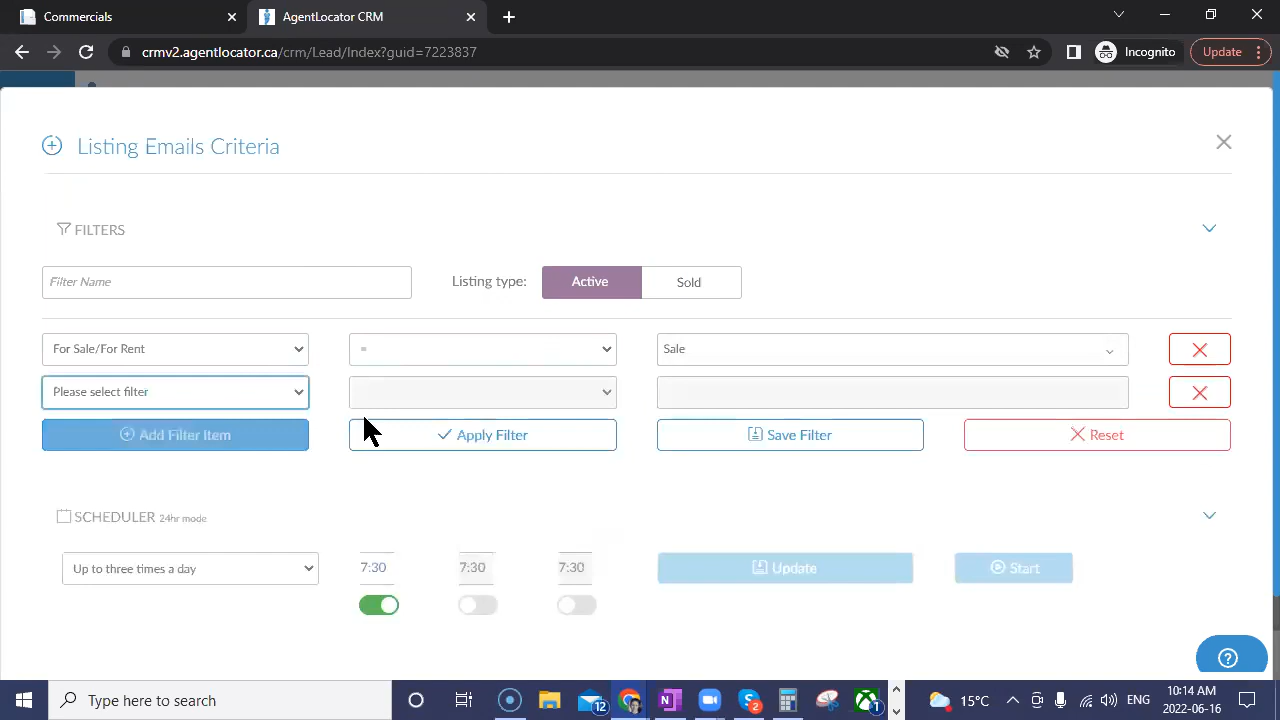 Commercials
AgentLocator CRM
crmv2.agentlocator.ca/crm/Lead/Index?guid=7223837
Incognito
Update
Listing Emails Criteria
FILTERS
Filter Name
Listing type:
Active
Sold
For Sale/For Rent
=
Sale
Please select filter
Add Filter Item
Apply Filter
Save Filter
Reset
SCHEDULER 24hr mode
Up to three times a day
7:30
7:30
7:30
Update
Start
Type here to search
12
2
1
15°C
ENG
10:14 AM
2022-06-16